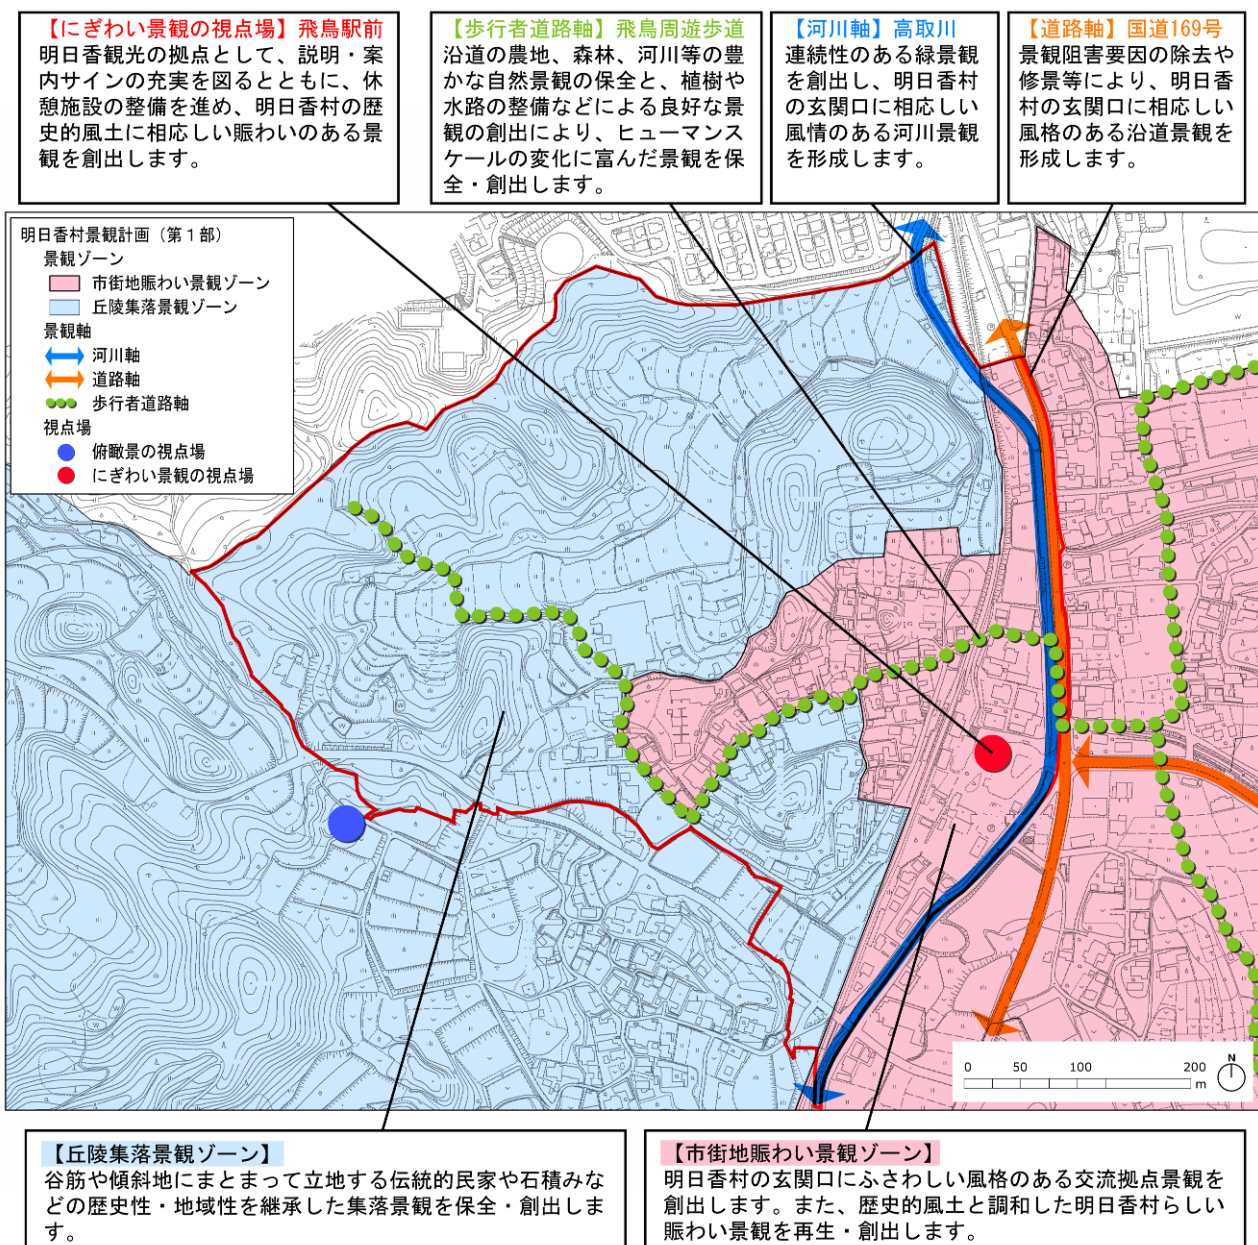 【にぎわい景観の視点場】飛鳥駅前
明日香観光の拠点として、説明・案
内サインの充実を図るとともに、休
憩施設の整備を進め、明日香村の歴
史的風土に相応しい賑わいのある景
観を創出します。
【歩行者道路軸】飛鳥周遊歩道
沿道の農地、森林、河川等の豊
かな自然景観の保全と、植樹や
水路の整備などによる良好な景
観の創出により、ヒューマンス
ケールの変化に富んだ景観を保
全・創出します。
【河川軸】高取川
連続性のある緑景観
を創出し、明日香村
の玄関口に相応しい
風情のある河川景観
を形成します。
【道路軸】国道169号
景観阻害要因の除去や
修景等により、明日香
村の玄関口に相応しい
風格のある沿道景観を
形成します。
明日香村景観計画（第１部）
景観ゾーン
市街地賑わい景観ゾーン
丘陵集落景観ゾーン
景観軸
河川軸
道路軸
歩行者道路軸
視点場
俯瞰景の視点場
にぎわい景観の視点場
0 50 100 200
m
N
【丘陵集落景観ゾーン】
谷筋や傾斜地にまとまって立地する伝統的民家や石積みな
どの歴史性・地域性を継承した集落景観を保全・創出しま
す。
【市街地賑わい景観ゾーン】
明日香村の玄関口にふさわしい風格のある交流拠点景観を
創出します。また、歴史的風土と調和した明日香村らしい
賑わい景観を再生・創出します。